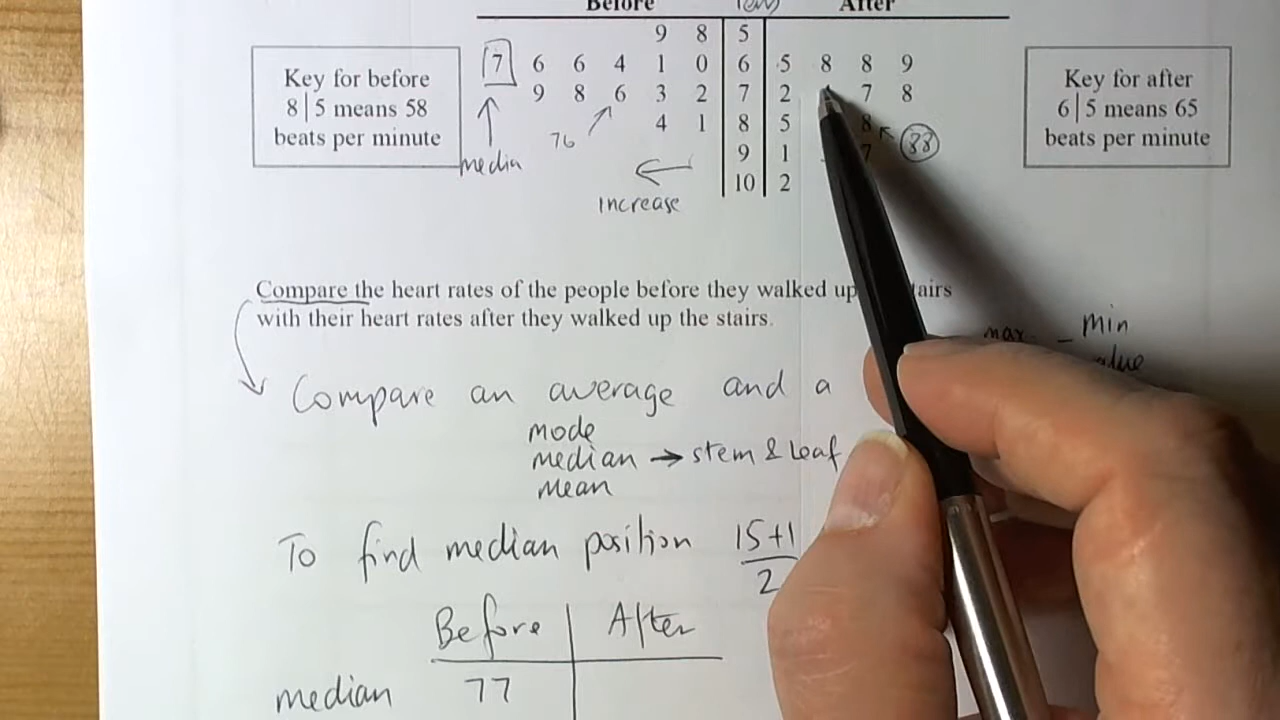 Before After
9 8 5
7 6 6 4 1 0 6 5 8 8 9
9 8 6 3 2 7 2 7 8
4 1 8 5 8
9 1 7
10 2
Key for before
8 | 5 means 58
beats per minute
Key for after
6 | 5 means 65
beats per minute
76
88
median
increase
Compare the heart rates of the people before they walked up
with their heart rates after they walked up the stairs.
max - min
Compare an average and a
mode
median → stem & leaf
mean
To find median position 15+1
2
Before After
median 77